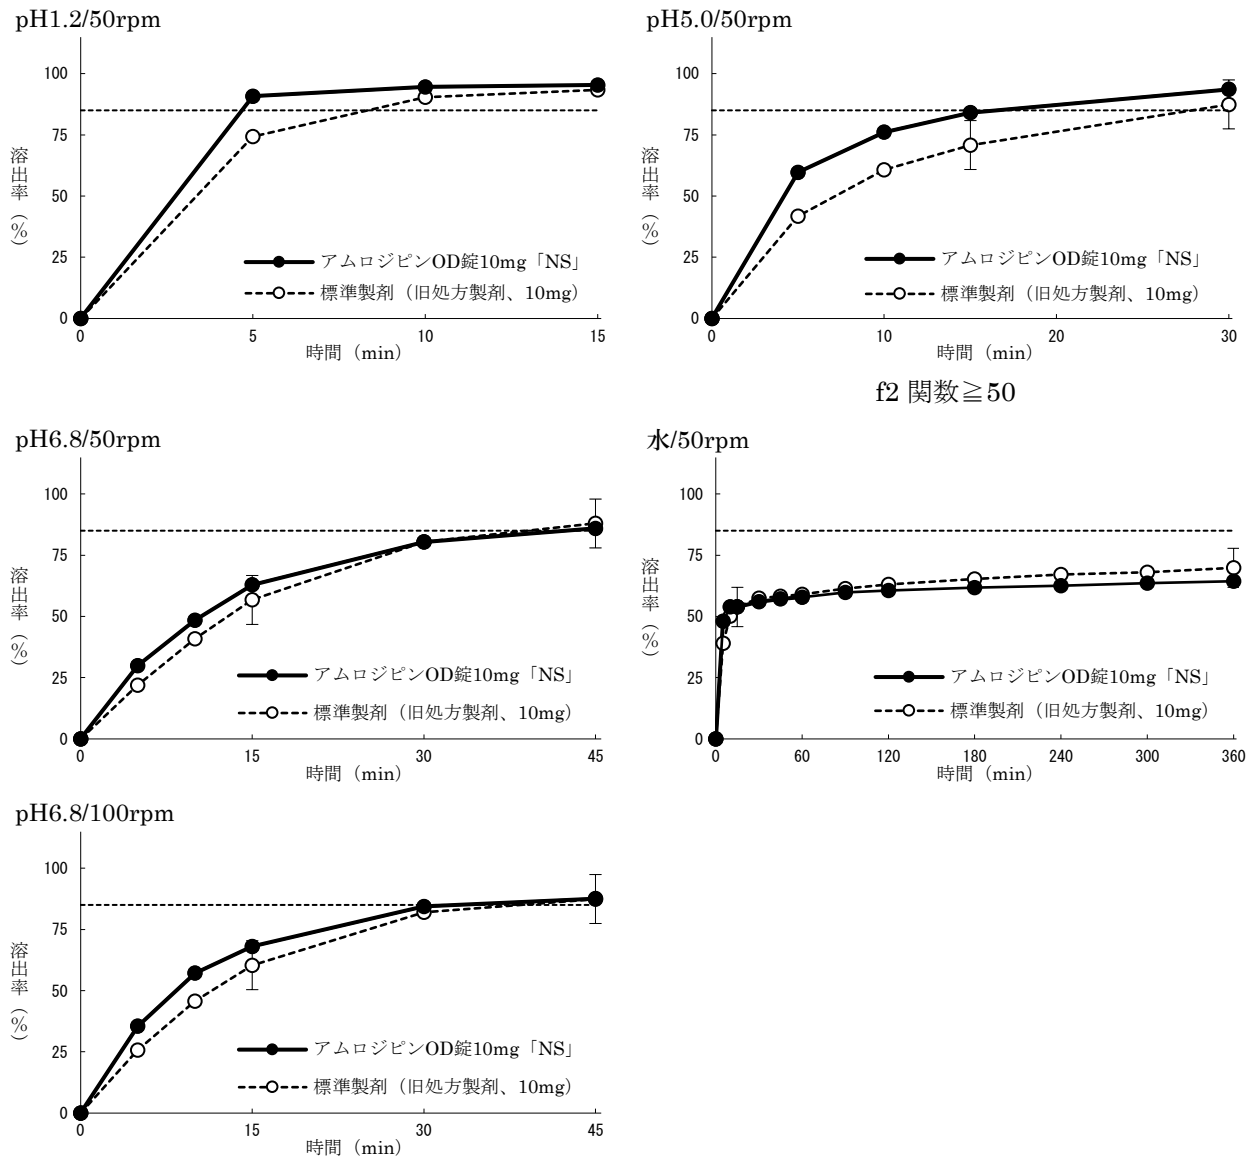 pH1.2/50rpm
100
75
50
25
0
溶出率(%)
0 5 10 15
時間(min)
アムロジピンOD錠10mg「NS」
標準製剤(旧処方製剤、10mg)
pH5.0/50rpm
100
75
50
25
0
溶出率(%)
0 10 20 30
時間(min)
アムロジピンOD錠10mg「NS」
標準製剤(旧処方製剤、10mg)
f2 関数≧50
pH6.8/50rpm
100
75
50
25
0
溶出率(%)
0 15 30 45
時間(min)
アムロジピンOD錠10mg「NS」
標準製剤(旧処方製剤、10mg)
水/50rpm
100
75
50
25
0
溶出率(%)
0 60 120 180 240 300 360
時間(min)
アムロジピンOD錠10mg「NS」
標準製剤(旧処方製剤、10mg)
pH6.8/100rpm
100
75
50
25
0
溶出率(%)
0 15 30 45
時間(min)
アムロジピンOD錠10mg「NS」
標準製剤(旧処方製剤、10mg)